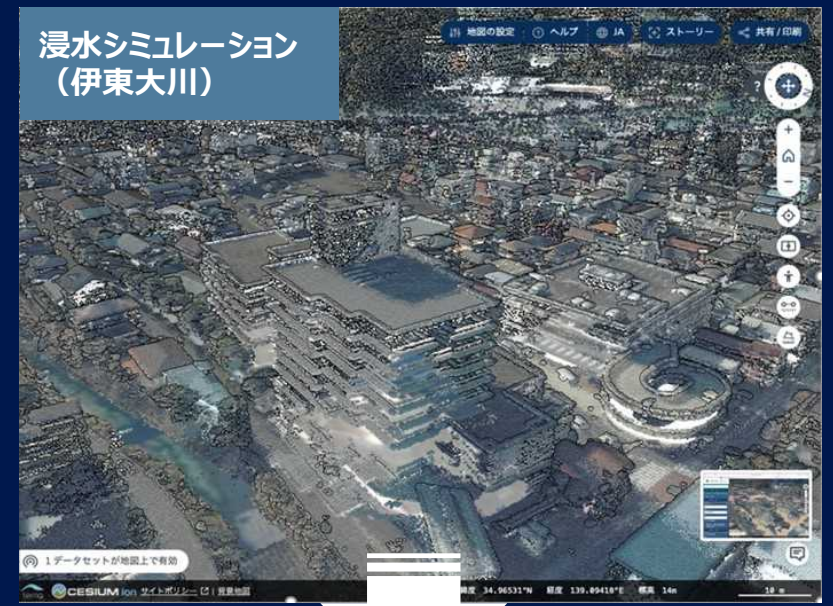 浸水シミュレーション
（伊東大川）
地図の設定
? ヘルプ
JA
ストーリー
共有/印刷
?
1データセットが地図上で有効
CESIUM ion サイトポリシー | 背景地図
緯度 34.96531°N 経度 139.09418°E 標高 14m
10 m